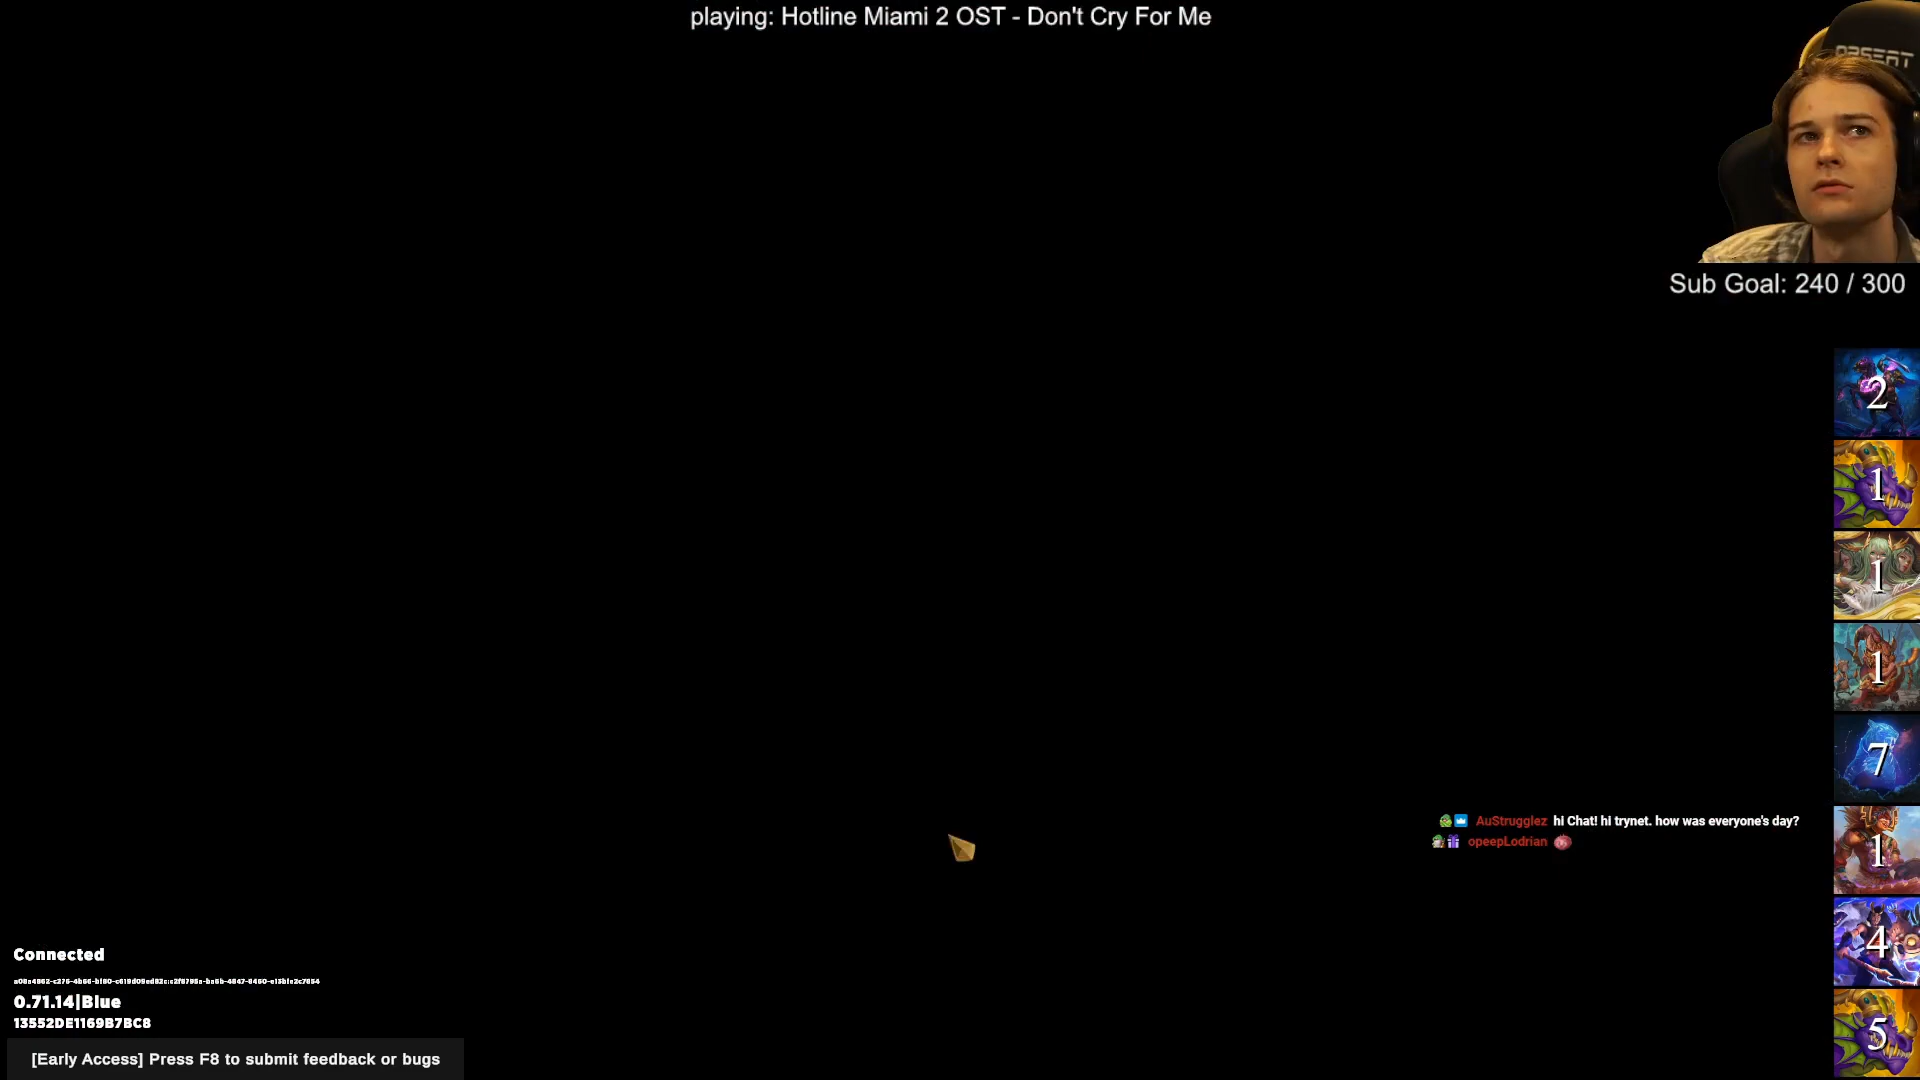 playing: Hotline Miami 2 OST - Don't Cry For Me
Sub Goal: 240 / 300
2
1
1
1
7
1
4
5
AuStrugglez hi Chat! hi trynet. how was everyone's day?
opeepLodrian
Connected
0.71.14|Blue
13552DE1169B7BC8
[Early Access] Press F8 to submit feedback or bugs